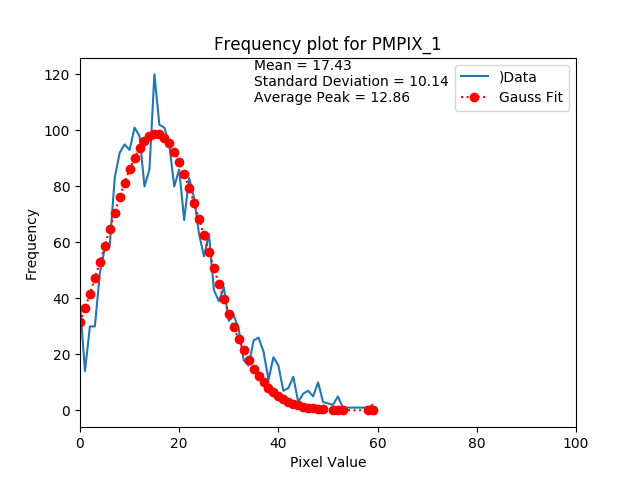 Frequency plot for PMPIX_1
Mean = 17.43
Standard Deviation = 10.14
Average Peak = 12.86
)Data
Gauss Fit
Frequency
120
100
80
60
40
20
0
0 20 40 60 80 100
Pixel Value